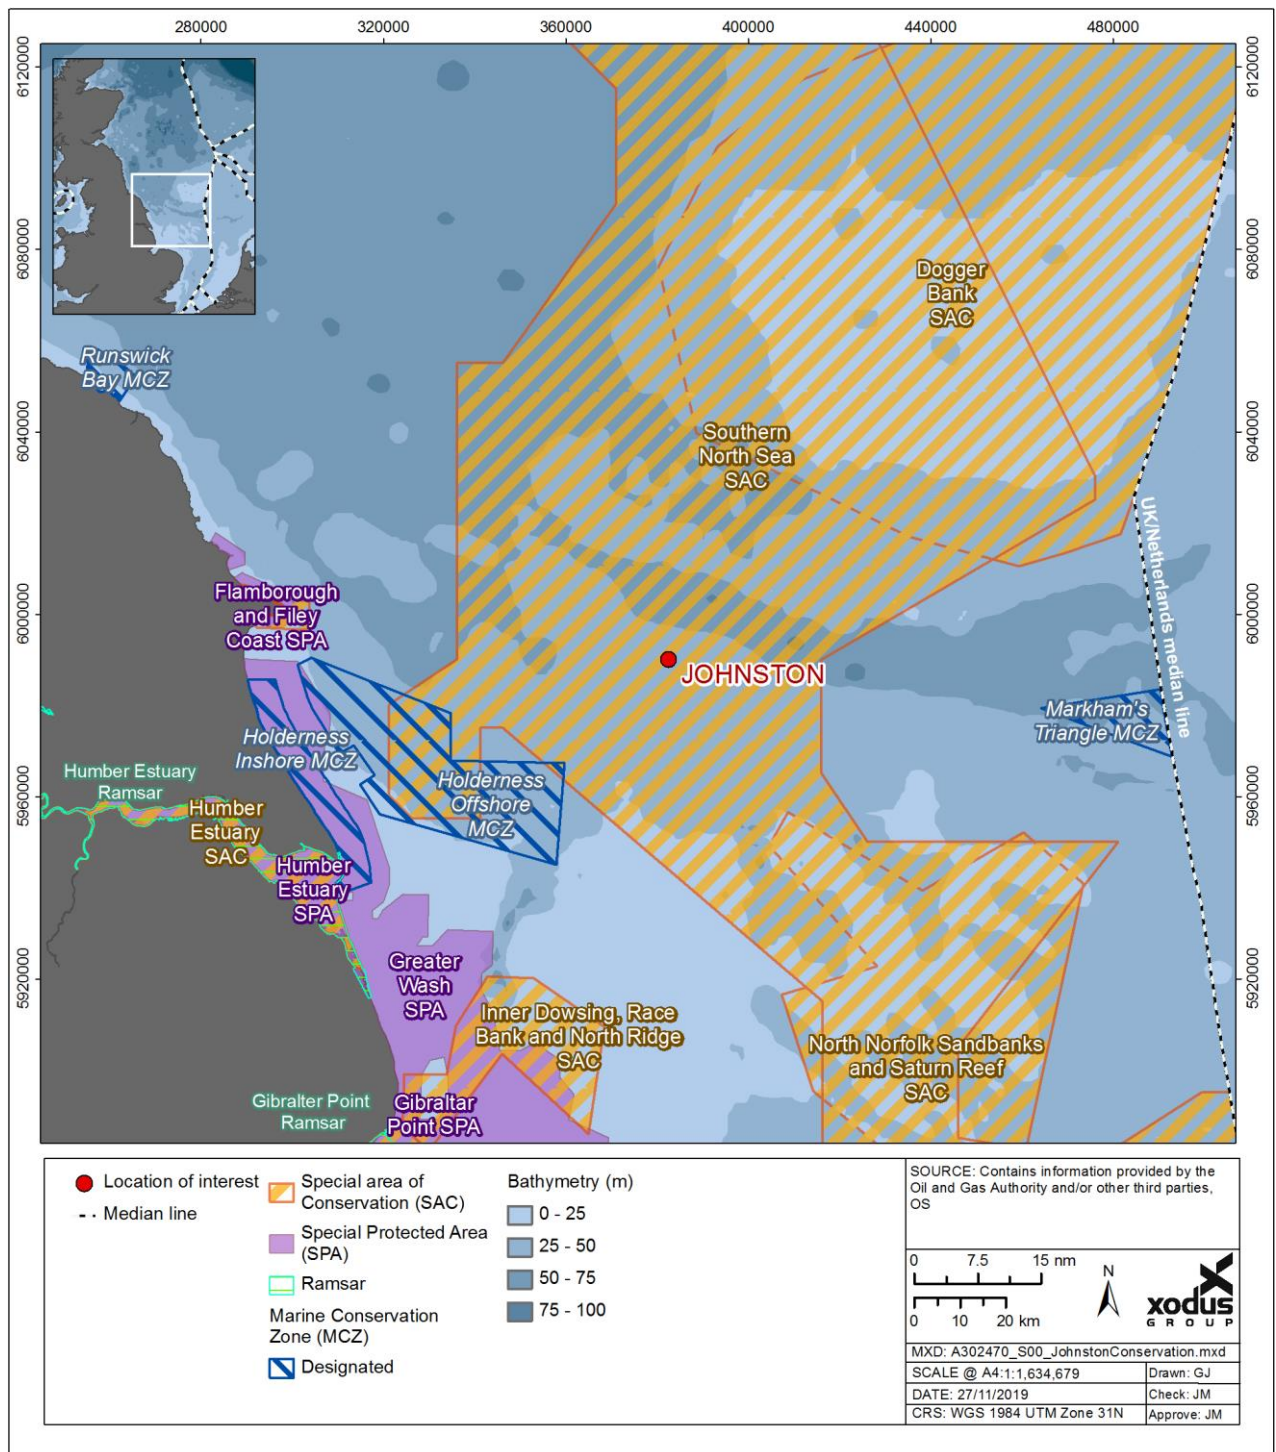 280000 320000 360000 400000 440000 480000
6120000
6080000
6040000
6000000
5960000
5920000
6120000
6080000
6040000
6000000
5960000
5920000
Runswick
Bay MCZ
Dogger
Bank
SAC
Southern
North Sea
SAC
UK/Netherlands median line
Flamborough
and Filey
Coast SPA
JOHNSTON
Markham's
Triangle MCZ
Holderness
Inshore MCZ
Holderness
Offshore
MCZ
Humber Estuary
Ramsar
Humber
Estuary
SAC
Humber
Estuary
SPA
Greater
Wash
SPA
Inner Dowsing, Race
Bank and North Ridge
SAC
North Norfolk Sandbanks
and Saturn Reef
SAC
Gibralter Point
Ramsar
Gibraltar
Point SPA
Location of interest
Median line
Special area of
Conservation (SAC)
Special Protected Area
(SPA)
Ramsar
Marine Conservation
Zone (MCZ)
Designated
Bathymetry (m)
0 - 25
25 - 50
50 - 75
75 - 100
SOURCE: Contains information provided by the
Oil and Gas Authority and/or other third parties,
OS
0 7.5 15 nm
0 10 20 km
N
xodus
GROUP
MXD: A302470_S00_JohnstonConservation.mxd
SCALE @ A4:1:1,634,679
Drawn: GJ
DATE: 27/11/2019
Check: JM
CRS: WGS 1984 UTM Zone 31N
Approve: JM